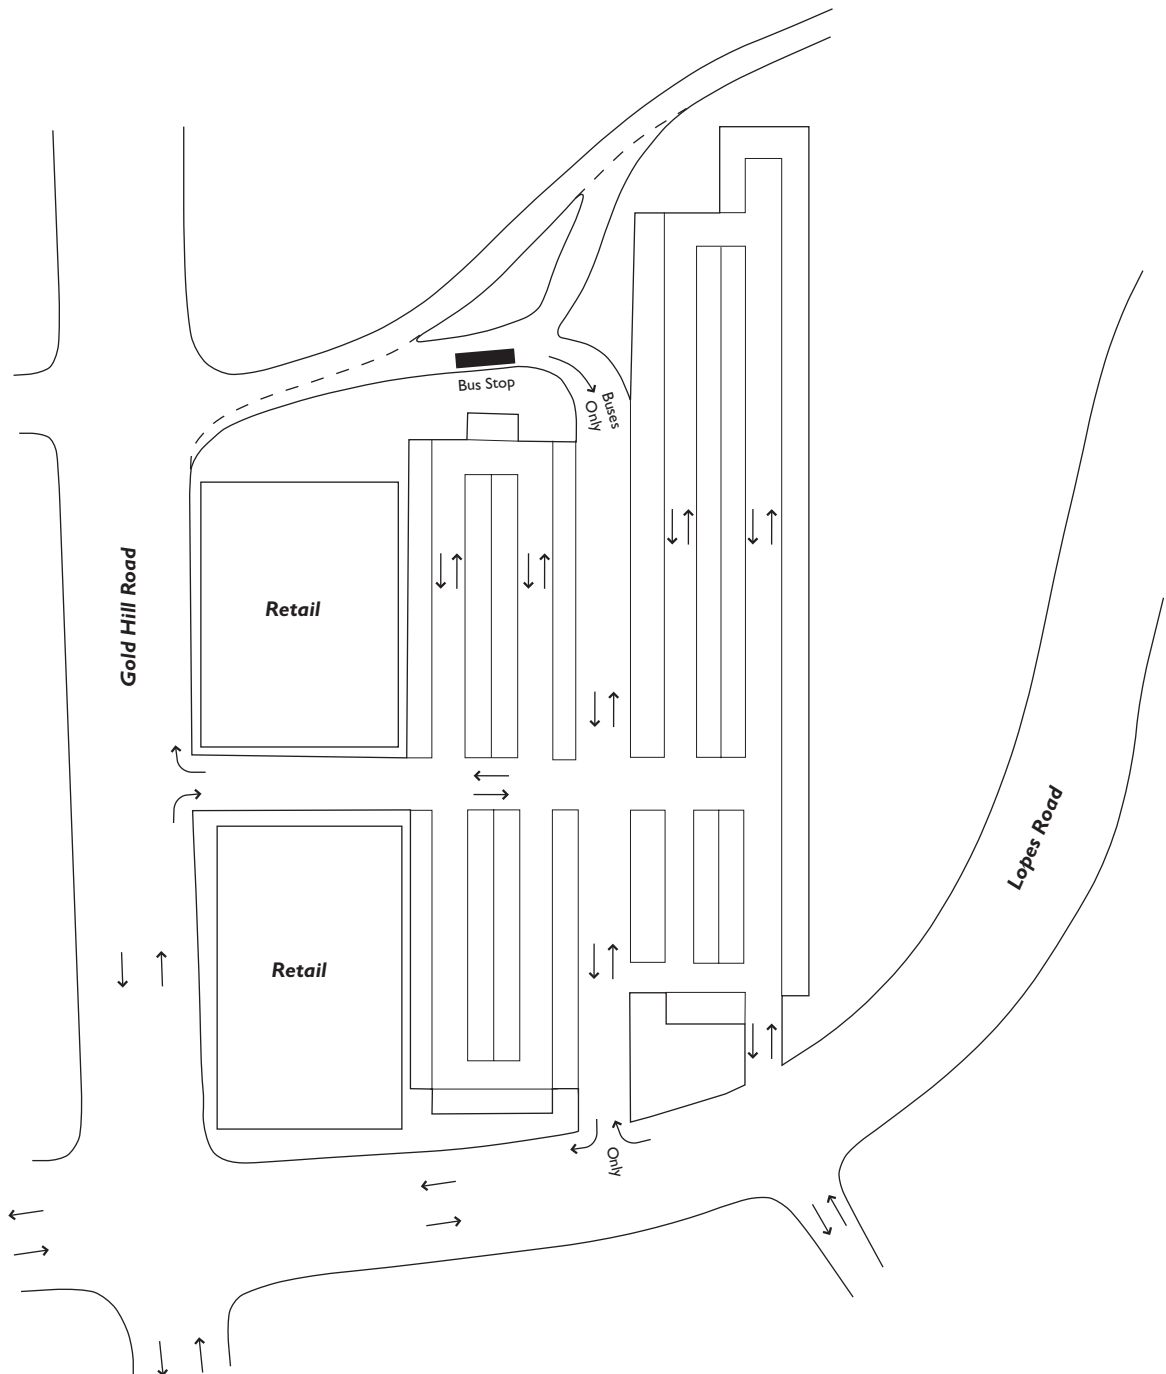 Bus Stop
Buses
Only
Gold Hill Road
Retail
Lopes Road
Retail
Only